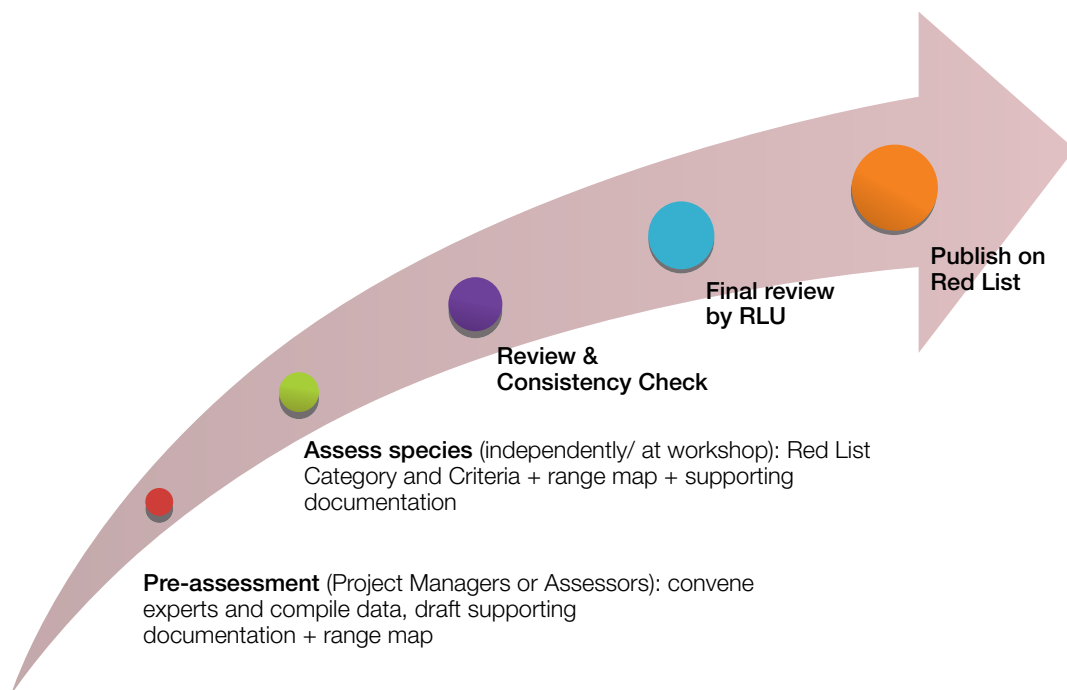 Publish on
Red List
Final review
by RLU
Review &
Consistency Check
Assess species (independently/ at workshop): Red List
Category and Criteria + range map + supporting
documentation
Pre-assessment (Project Managers or Assessors): convene
experts and compile data, draft supporting
documentation + range map